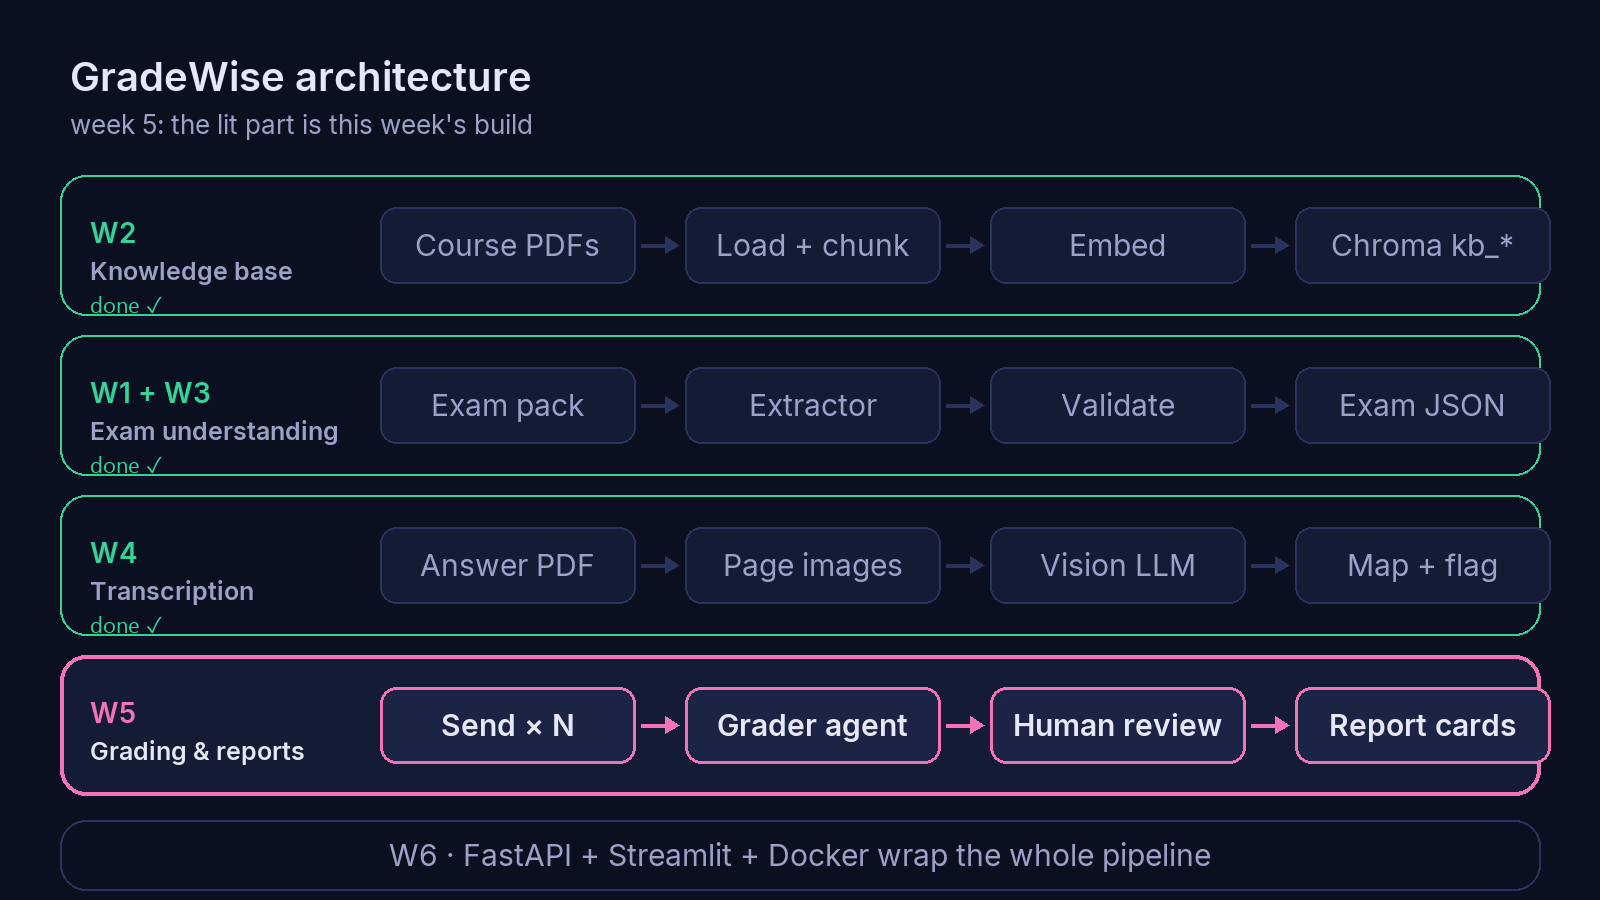 GradeWise architecture
week 5: the lit part is this week's build
W2
Knowledge base
done ✓
Course PDFs
Load + chunk
Embed
Chroma kb_*
W1 + W3
Exam understanding
done ✓
Exam pack
Extractor
Validate
Exam JSON
W4
Transcription
done ✓
Answer PDF
Page images
Vision LLM
Map + flag
W5
Grading & reports
Send × N
Grader agent
Human review
Report cards
W6 · FastAPI + Streamlit + Docker wrap the whole pipeline